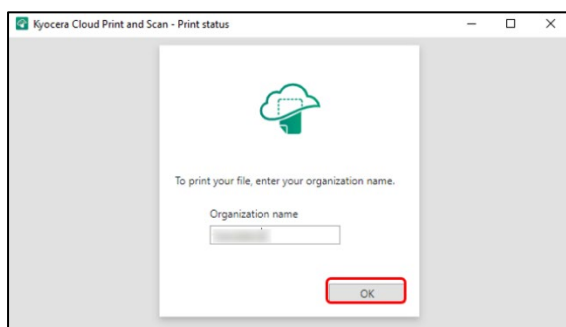 Kyocera Cloud Print and Scan - Print status
To print your file, enter your organization name.
Organization name
OK